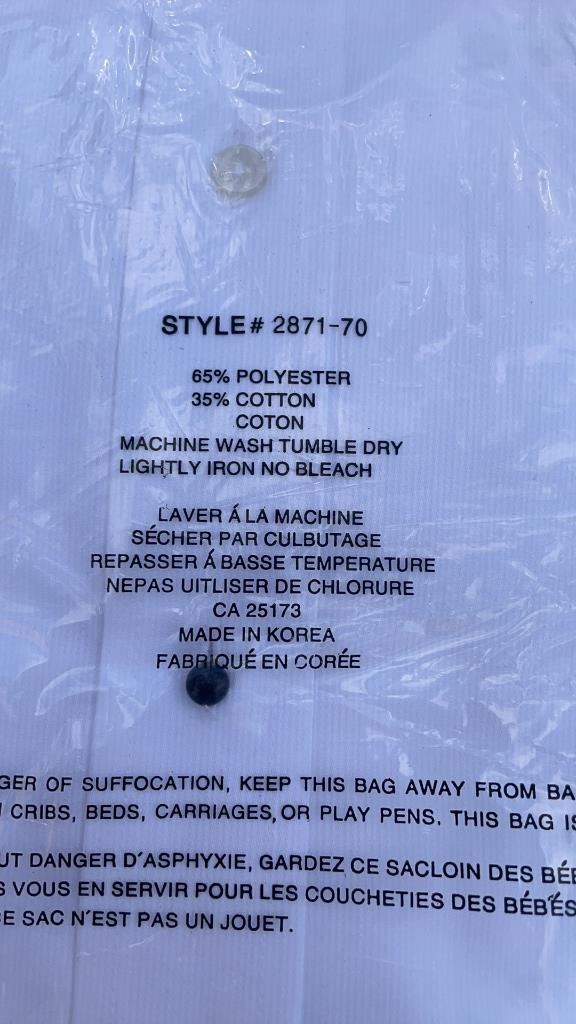 STYLE# 2871-70
65% POLYESTER
35% COTTON
COTON
MACHINE WASH TUMBLE DRY
LIGHTLY IRON NO BLEACH
LAVER Á LA MACHINE
SÉCHER PAR CULBUTAGE
REPASSER Á BASSE TEMPERATURE
NEPAS UITLISER DE CHLORURE
CA 25173
MADE IN KOREA
FABRIQUÉ EN CORÉE
GER OF SUFFOCATION, KEEP THIS BAG AWAY FROM BA
CRIBS, BEDS, CARRIAGES, OR PLAY PENS. THIS BAG IS
UT DANGER D'ASPHYXIE, GARDEZ CE SACLOIN DES BÉB
S VOUS EN SERVIR POUR LES COUCHETIES DES BÉBÉS
CE SAC N'EST PAS UN JOUET.